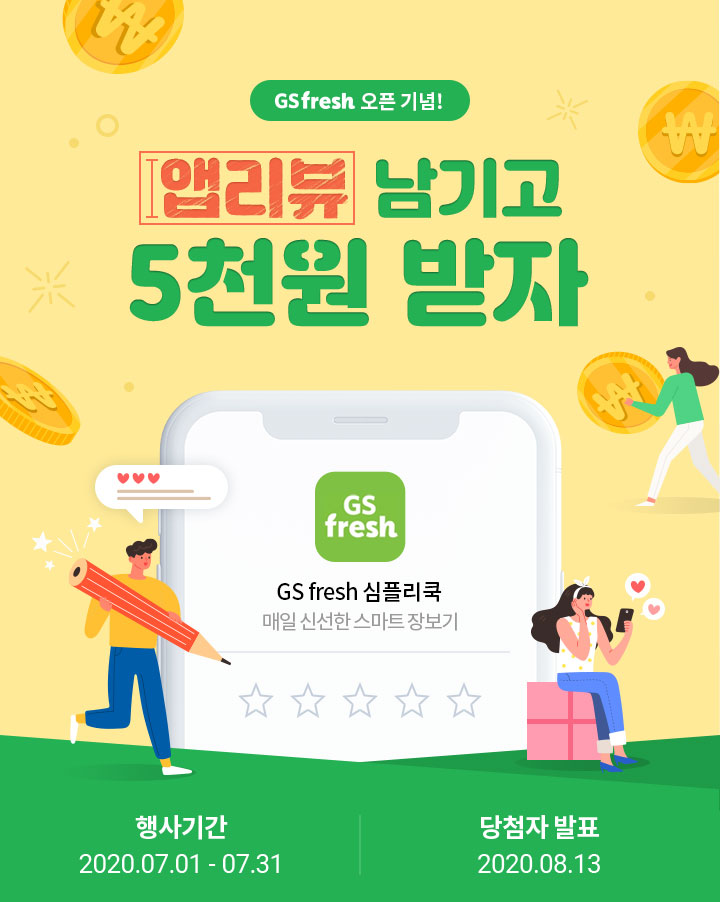 GSfresh 오픈 기념!
앱리뷰 남기고
5천원 받자
GS
fresh
GS fresh 심플리쿡
매일 신선한 스마트 장보기
행사기간
2020.07.01 - 07.31
당첨자 발표
2020.08.13